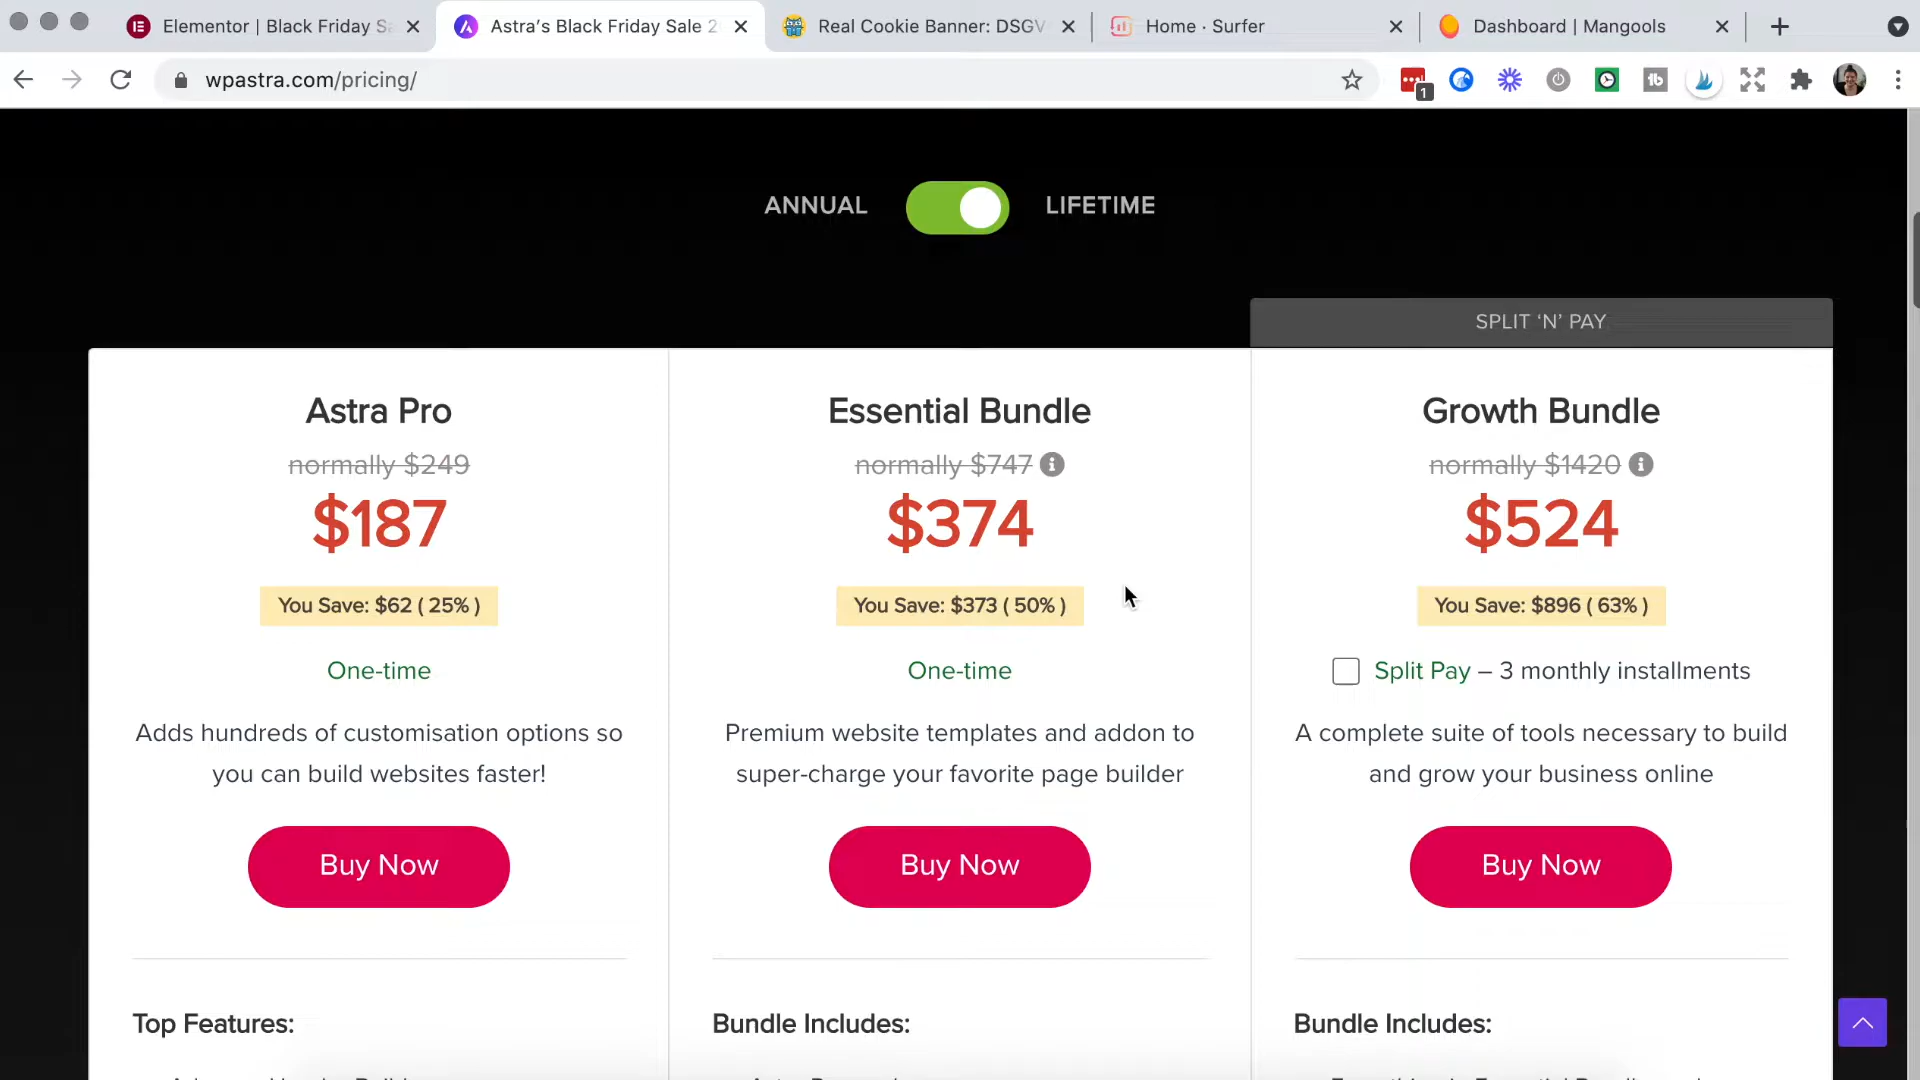 Elementor | Black Friday Sa
Astra's Black Friday Sale 2
Real Cookie Banner: DSGV
Home · Surfer
Dashboard | Mangools
wpastra.com/pricing/
1
ANNUAL
LIFETIME
SPLIT ‘N’ PAY
Astra Pro
normally $249
$187
You Save: $62 ( 25% )
One-time
Adds hundreds of customisation options so
you can build websites faster!
Buy Now
Top Features:
Essential Bundle
normally $747
$374
You Save: $373 ( 50% )
One-time
Premium website templates and addon to
super-charge your favorite page builder
Buy Now
Bundle Includes:
Growth Bundle
normally $1420
$524
You Save: $896 ( 63% )
Split Pay – 3 monthly installments
A complete suite of tools necessary to build
and grow your business online
Buy Now
Bundle Includes: